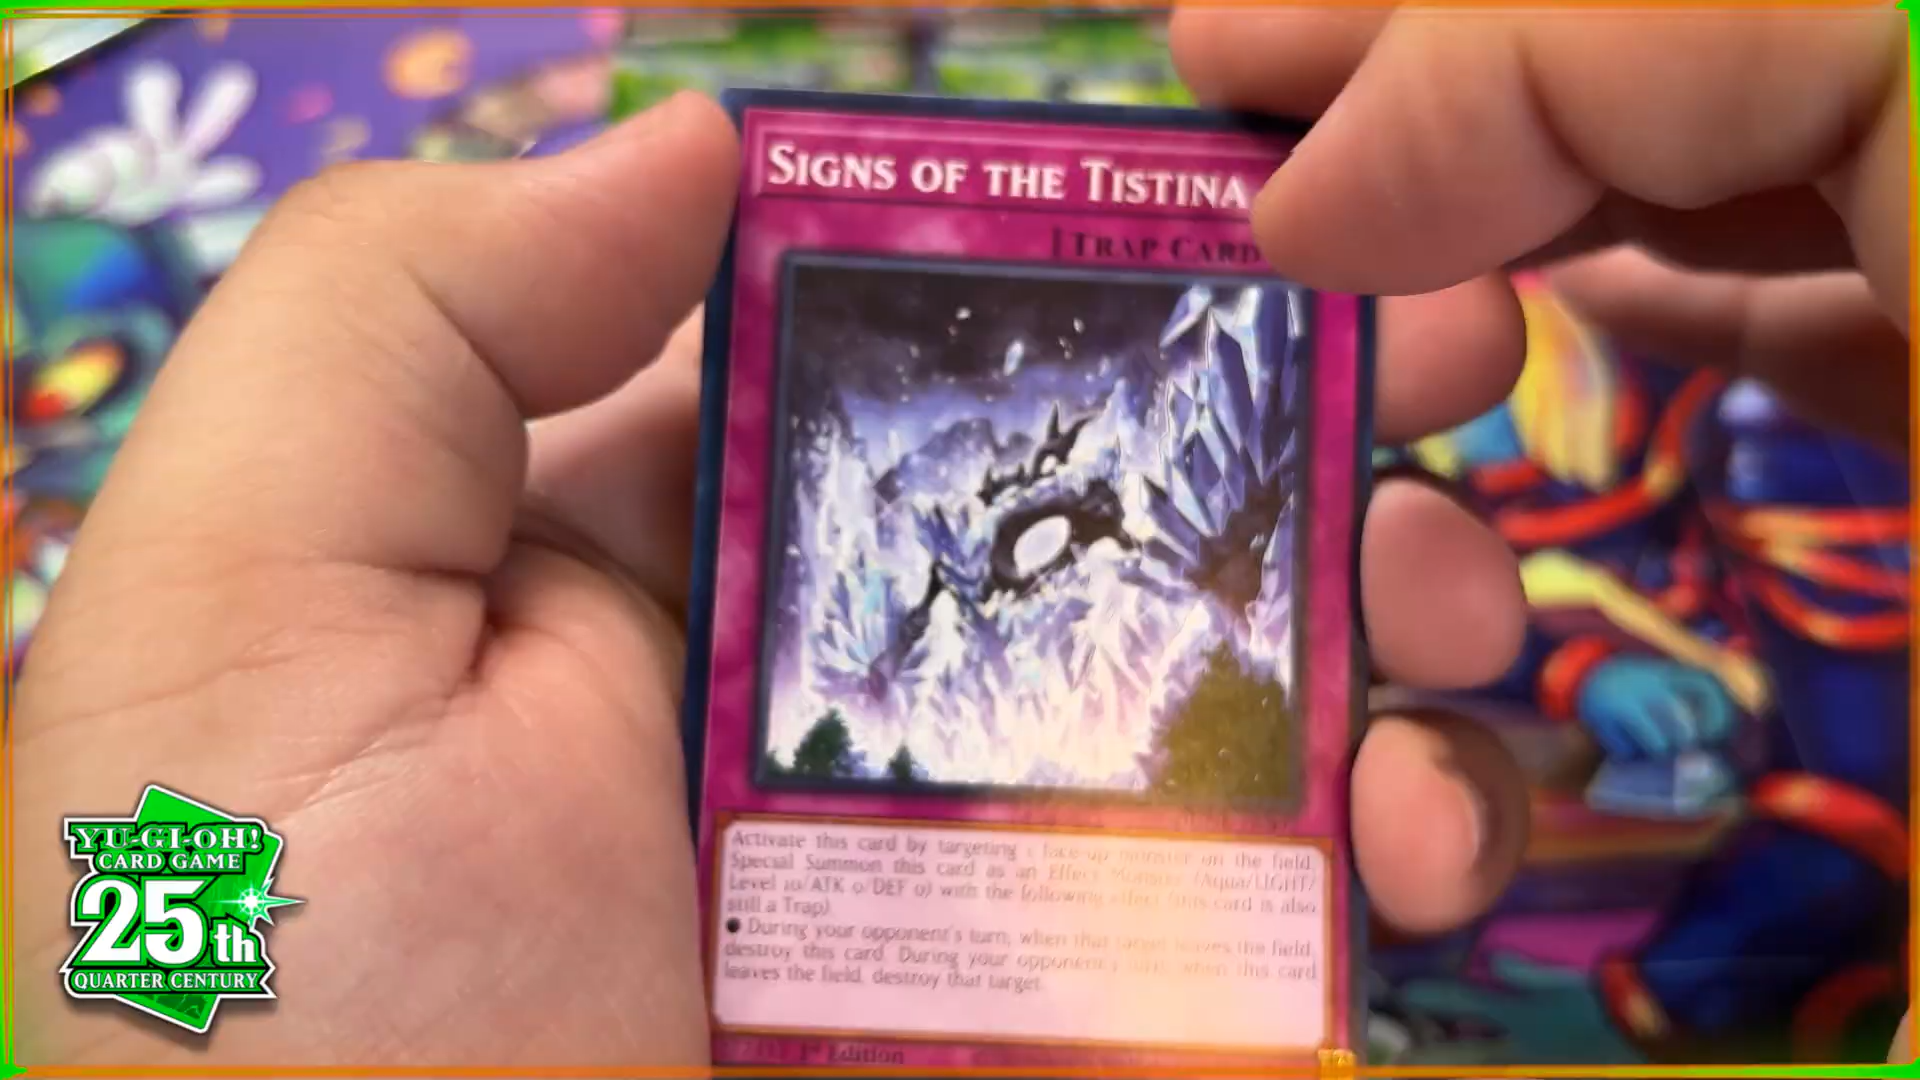 SIGNS OF THE TISTINA
TRAP CARD
Activate this card by targeting 1 face-up monster on the field.
Special Summon this card as an Effect Monster (Aqua/LIGHT/
Level 10/ATK 0/DEF 0) with the following effect (this card is also
still a Trap).
● During your opponent's turn, when that target leaves the field,
destroy this card. During your opponent's turn, when this card
leaves the field, destroy that target.
1st Edition
YU-GI-OH!
CARD GAME
25th
QUARTER CENTURY